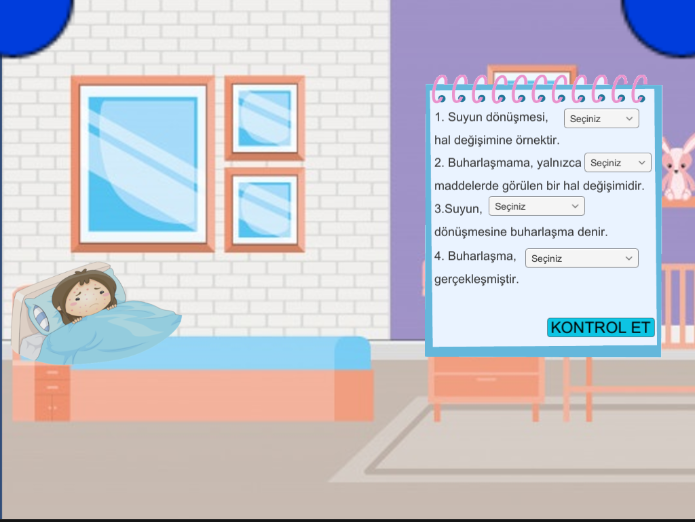 1. Suyun dönüşmesi, Seçiniz
hal değişimine örnektir.
2. Buharlaşmama, yalnızca Seçiniz
maddelerde görülen bir hal değişimidir.
3.Suyun, Seçiniz
dönüşmesine buharlaşma denir.
4. Buharlaşma, Seçiniz
gerçekleşmiştir.
KONTROL ET